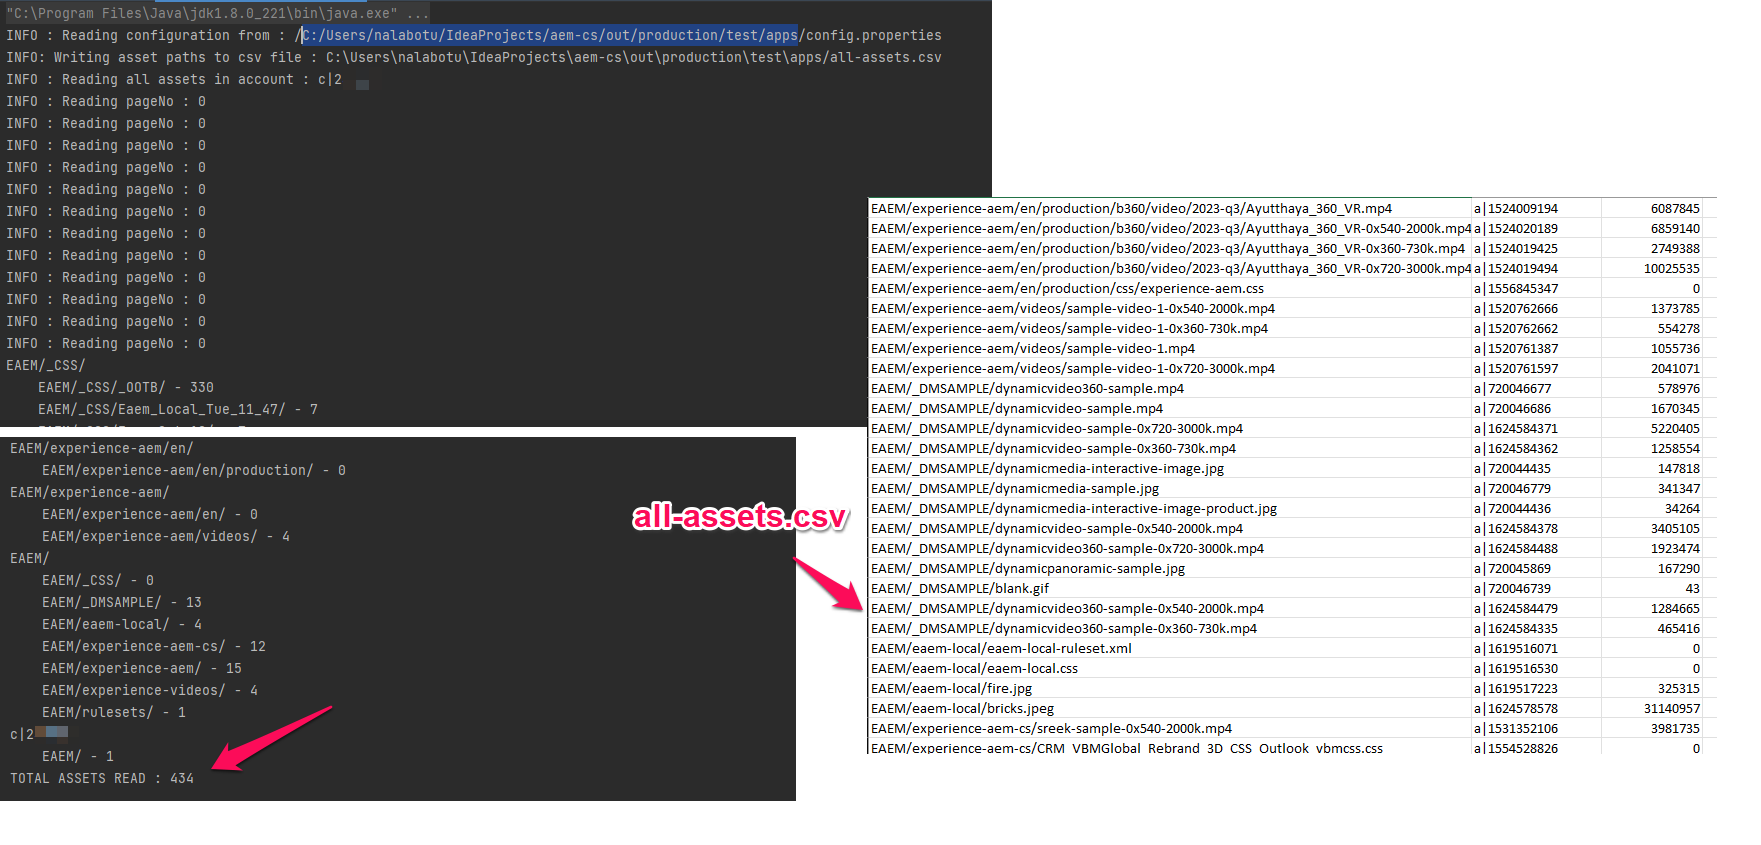 "C:\Program Files\Java\jdk1.8.0_221\bin\java.exe" ...
INFO : Reading configuration from : /C:/Users/nalabotu/IdeaProjects/aem-cs/out/production/test/apps/config.properties
INFO: Writing asset paths to csv file : C:\Users\nalabotu\IdeaProjects\aem-cs\out\production\test\apps/all-assets.csv
INFO : Reading all assets in account : c|2
INFO : Reading pageNo : 0
INFO : Reading pageNo : 0
INFO : Reading pageNo : 0
INFO : Reading pageNo : 0
INFO : Reading pageNo : 0
INFO : Reading pageNo : 0
INFO : Reading pageNo : 0
INFO : Reading pageNo : 0
INFO : Reading pageNo : 0
INFO : Reading pageNo : 0
INFO : Reading pageNo : 0
INFO : Reading pageNo : 0
EAEM/_CSS/
EAEM/_CSS/_OOTB/ - 330
EAEM/_CSS/Eaem_Local_Tue_11_47/ - 7
EAEM/experience-aem/en/
EAEM/experience-aem/en/production/ - 0
EAEM/experience-aem/
EAEM/experience-aem/en/ - 0
EAEM/experience-aem/videos/ - 4
EAEM/
EAEM/_CSS/ - 0
EAEM/_DMSAMPLE/ - 13
EAEM/eaem-local/ - 4
EAEM/experience-aem-cs/ - 12
EAEM/experience-aem/ - 15
EAEM/experience-videos/ - 4
EAEM/rulesets/ - 1
c|2
EAEM/ - 1
TOTAL ASSETS READ : 434
all-assets.csv
EAEM/experience-aem/en/production/b360/video/2023-q3/Ayutthaya_360_VR.mp4 a|1524009194 6087845
EAEM/experience-aem/en/production/b360/video/2023-q3/Ayutthaya_360_VR-0x540-2000k.mp4 a|1524020189 6859140
EAEM/experience-aem/en/production/b360/video/2023-q3/Ayutthaya_360_VR-0x360-730k.mp4 a|1524019425 2749388
EAEM/experience-aem/en/production/b360/video/2023-q3/Ayutthaya_360_VR-0x720-3000k.mp4 a|1524019494 10025535
EAEM/experience-aem/en/production/css/experience-aem.css a|1556845347 0
EAEM/experience-aem/videos/sample-video-1-0x540-2000k.mp4 a|1520762666 1373785
EAEM/experience-aem/videos/sample-video-1-0x360-730k.mp4 a|1520762662 554278
EAEM/experience-aem/videos/sample-video-1.mp4 a|1520761387 1055736
EAEM/experience-aem/videos/sample-video-1-0x720-3000k.mp4 a|1520761597 2041071
EAEM/_DMSAMPLE/dynamicvideo360-sample.mp4 a|720046677 578976
EAEM/_DMSAMPLE/dynamicvideo-sample.mp4 a|720046686 1670345
EAEM/_DMSAMPLE/dynamicvideo-sample-0x720-3000k.mp4 a|1624584371 5220405
EAEM/_DMSAMPLE/dynamicvideo-sample-0x360-730k.mp4 a|1624584362 1258554
EAEM/_DMSAMPLE/dynamicmedia-interactive-image.jpg a|720044435 147818
EAEM/_DMSAMPLE/dynamicmedia-sample.jpg a|720046779 341347
EAEM/_DMSAMPLE/dynamicmedia-interactive-image-product.jpg a|720044436 34264
EAEM/_DMSAMPLE/dynamicvideo-sample-0x540-2000k.mp4 a|1624584378 3405105
EAEM/_DMSAMPLE/dynamicvideo360-sample-0x720-3000k.mp4 a|1624584488 1923474
EAEM/_DMSAMPLE/dynamicpanoramic-sample.jpg a|720045869 167290
EAEM/_DMSAMPLE/blank.gif a|720046739 43
EAEM/_DMSAMPLE/dynamicvideo360-sample-0x540-2000k.mp4 a|1624584479 1284665
EAEM/_DMSAMPLE/dynamicvideo360-sample-0x360-730k.mp4 a|1624584335 465416
EAEM/eaem-local/eaem-local-ruleset.xml a|1619516071 0
EAEM/eaem-local/eaem-local.css a|1619516530 0
EAEM/eaem-local/fire.jpg a|1619517223 325315
EAEM/eaem-local/bricks.jpeg a|1624578578 31140957
EAEM/experience-aem-cs/sreek-sample-0x540-2000k.mp4 a|1531352106 3981735
EAEM/experience-aem-cs/CRM_VBMGlobal_Rebrand_3D_CSS_Outlook_vbmcss.css a|1554528826 0